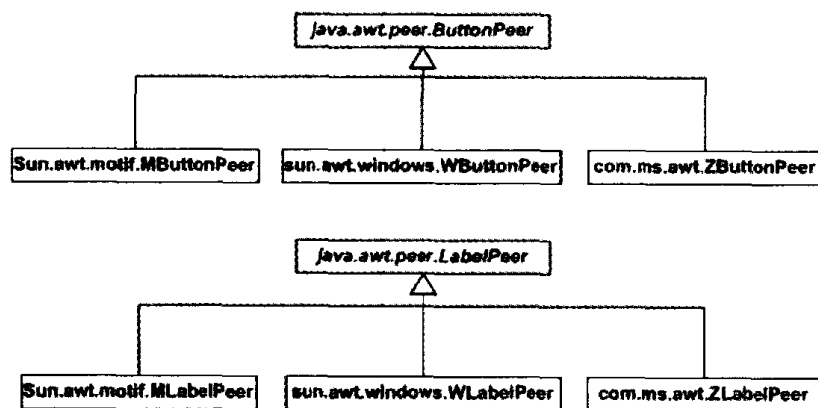 java.awt.peer.ButtonPeer
Sun.awt.motif.MButtonPeer
sun.awt.windows.WButtonPeer
com.ms.awt.ZButtonPeer
java.awt.peer.LabelPeer
Sun.awt.motif.MLabelPeer
sun.awt.windows.WLabelPeer
com.ms.awt.ZLabelPeer